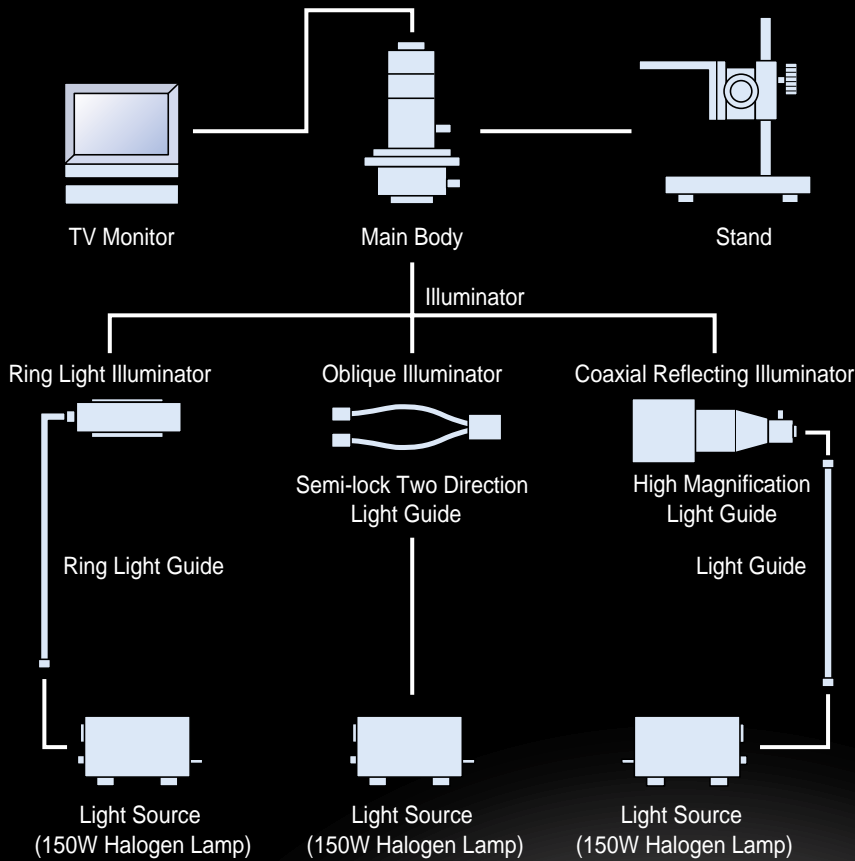 TV Monitor
Main Body
Stand
Illuminator
Ring Light Illuminator
Oblique Illuminator
Coaxial Reflecting Illuminator
Semi-lock Two Direction
Light Guide
High Magnification
Light Guide
Ring Light Guide
Light Guide
Light Source
(150W Halogen Lamp)
Light Source
(150W Halogen Lamp)
Light Source
(150W Halogen Lamp)